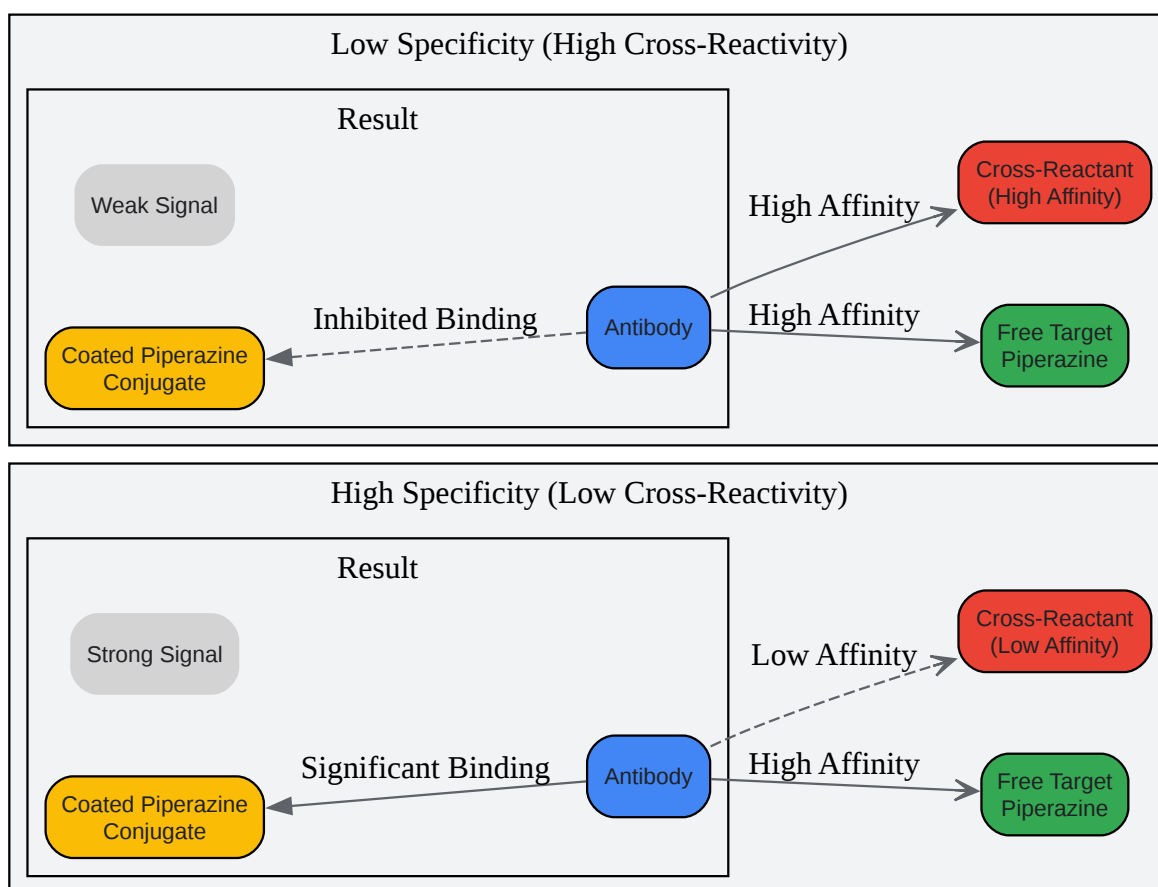 Low Specificity (High Cross-Reactivity)
Result
Weak Signal
Cross-Reactant
(High Affinity)
High Affinity
Inhibited Binding
Antibody
High Affinity
Free Target
Piperazine
Coated Piperazine
Conjugate
High Specificity (Low Cross-Reactivity)
Result
Strong Signal
Cross-Reactant
(Low Affinity)
Low Affinity
Significant Binding
Antibody
High Affinity
Free Target
Piperazine
Coated Piperazine
Conjugate